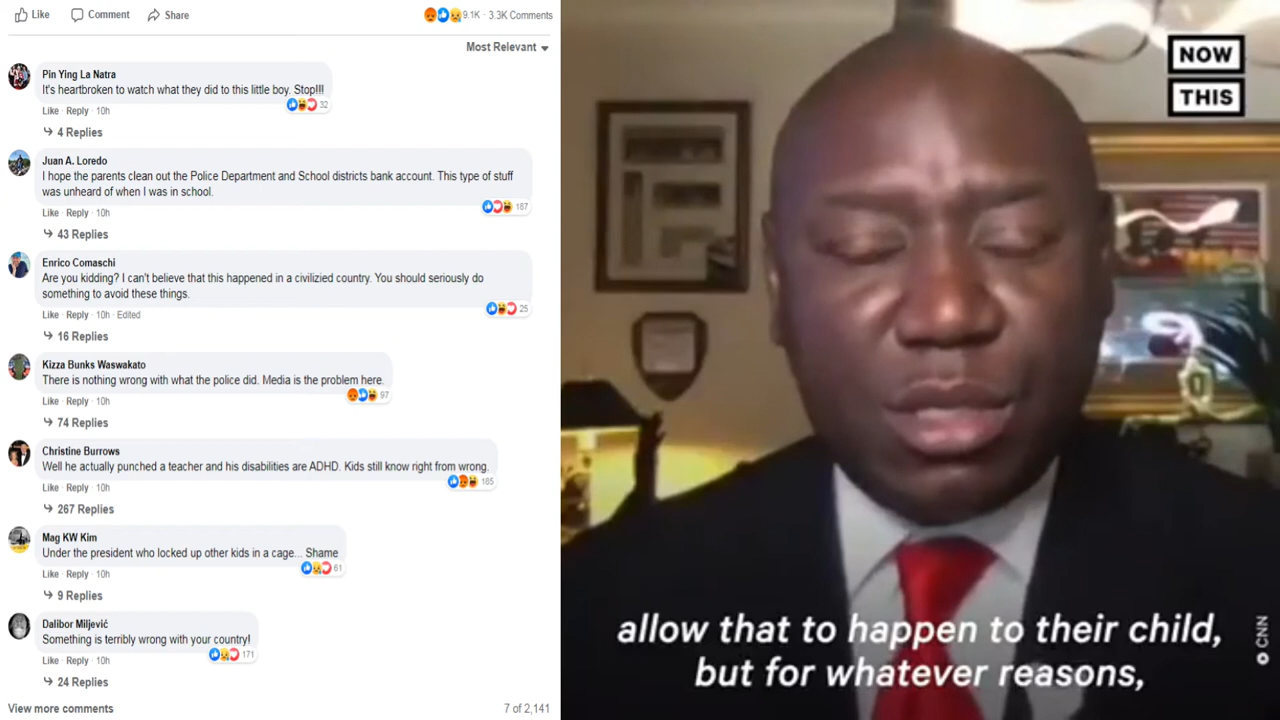 Like Comment Share 9.1K · 3.3K Comments
Most Relevant
Pin Ying La Natra
It's heartbroken to watch what they did to this little boy. Stop!!!
32
Like · Reply · 10h
4 Replies
Juan A. Loredo
I hope the parents clean out the Police Department and School districts bank account. This type of stuff
was unheard of when I was in school.
187
Like · Reply · 10h
43 Replies
Enrico Comaschi
Are you kidding? I can't believe that this happened in a civilizied country. You should seriously do
something to avoid these things.
25
Like · Reply · 10h · Edited
16 Replies
Kizza Bunks Waswakato
There is nothing wrong with what the police did. Media is the problem here.
97
Like · Reply · 10h
74 Replies
Christine Burrows
Well he actually punched a teacher and his disabilities are ADHD. Kids still know right from wrong.
185
Like · Reply · 10h
267 Replies
Mag KW Kim
Under the president who locked up other kids in a cage... Shame
61
Like · Reply · 10h
9 Replies
Dalibor Miljević
Something is terribly wrong with your country!
171
Like · Reply · 10h
24 Replies
View more comments 7 of 2,141
NOW
THIS
allow that to happen to their child,
but for whatever reasons,
CNN